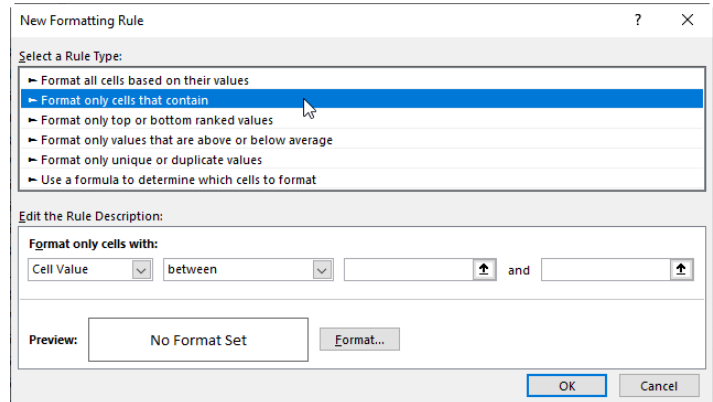 New Formatting Rule ? ×
Select a Rule Type:
► Format all cells based on their values
► Format only cells that contain
► Format only top or bottom ranked values
► Format only values that are above or below average
► Format only unique or duplicate values
► Use a formula to determine which cells to format
Edit the Rule Description:
Format only cells with:
Cell Value between and
Preview: No Format Set Format...
OK Cancel